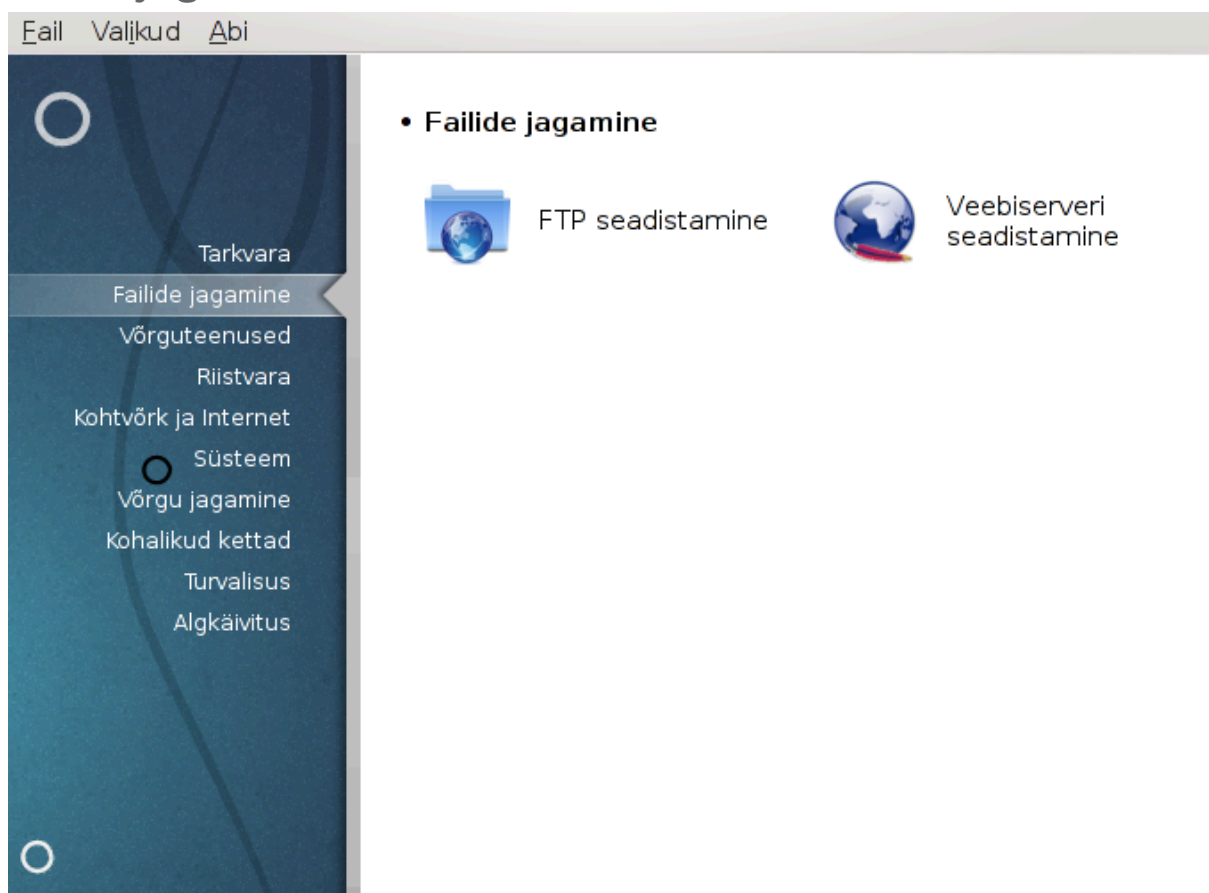 Fail Valikud Abi
• Failide jagamine
FTP seadistamine
Veebiserveri
seadistamine
Tarkvara
Failide jagamine
Võrguteenused
Riistvara
Kohtvõrk ja Internet
Süsteem
Võrgu jagamine
Kohalikud kettad
Turvalisus
Algkäivitus